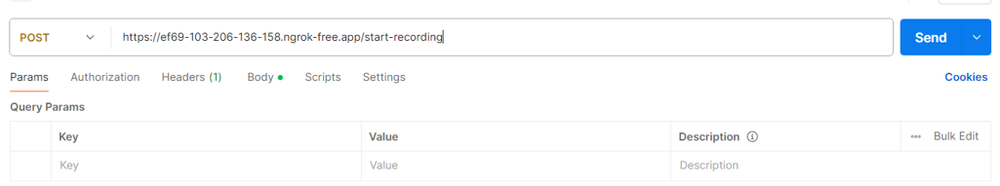 POST https://ef69-103-206-136-158.ngrok-free.app/start-recording Send
Params Authorization Headers (1) Body Scripts Settings Cookies
Query Params
Key Value Description Bulk Edit
Key Value Description